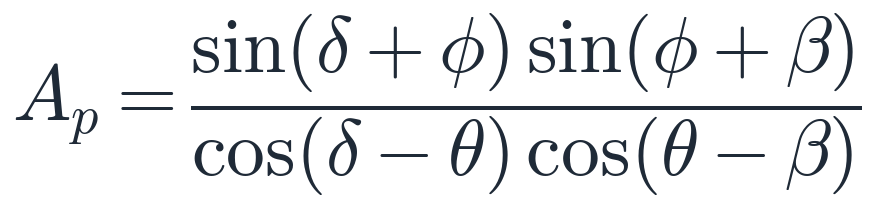 A_p = \frac{\sin(\delta + \phi) \sin(\phi + \beta)}{\cos(\delta - \theta) \cos(\theta - \beta)}